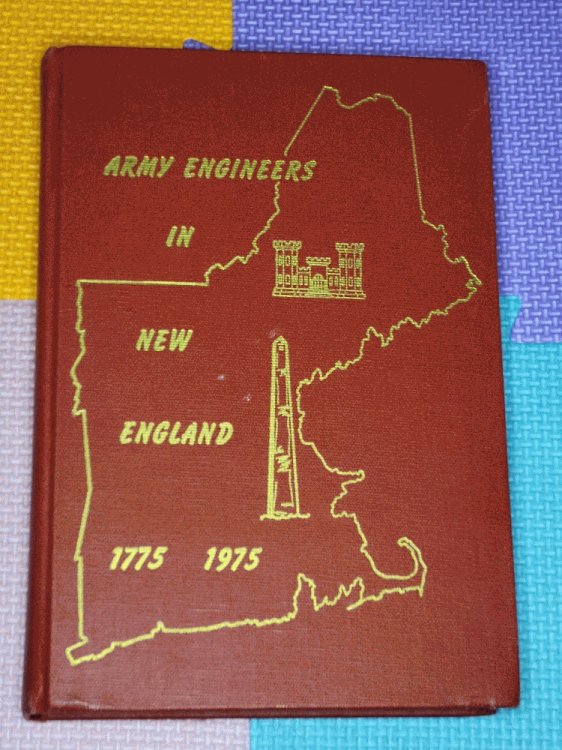 ARMY ENGINEERS
IN
NEW
ENGLAND
1775 1975